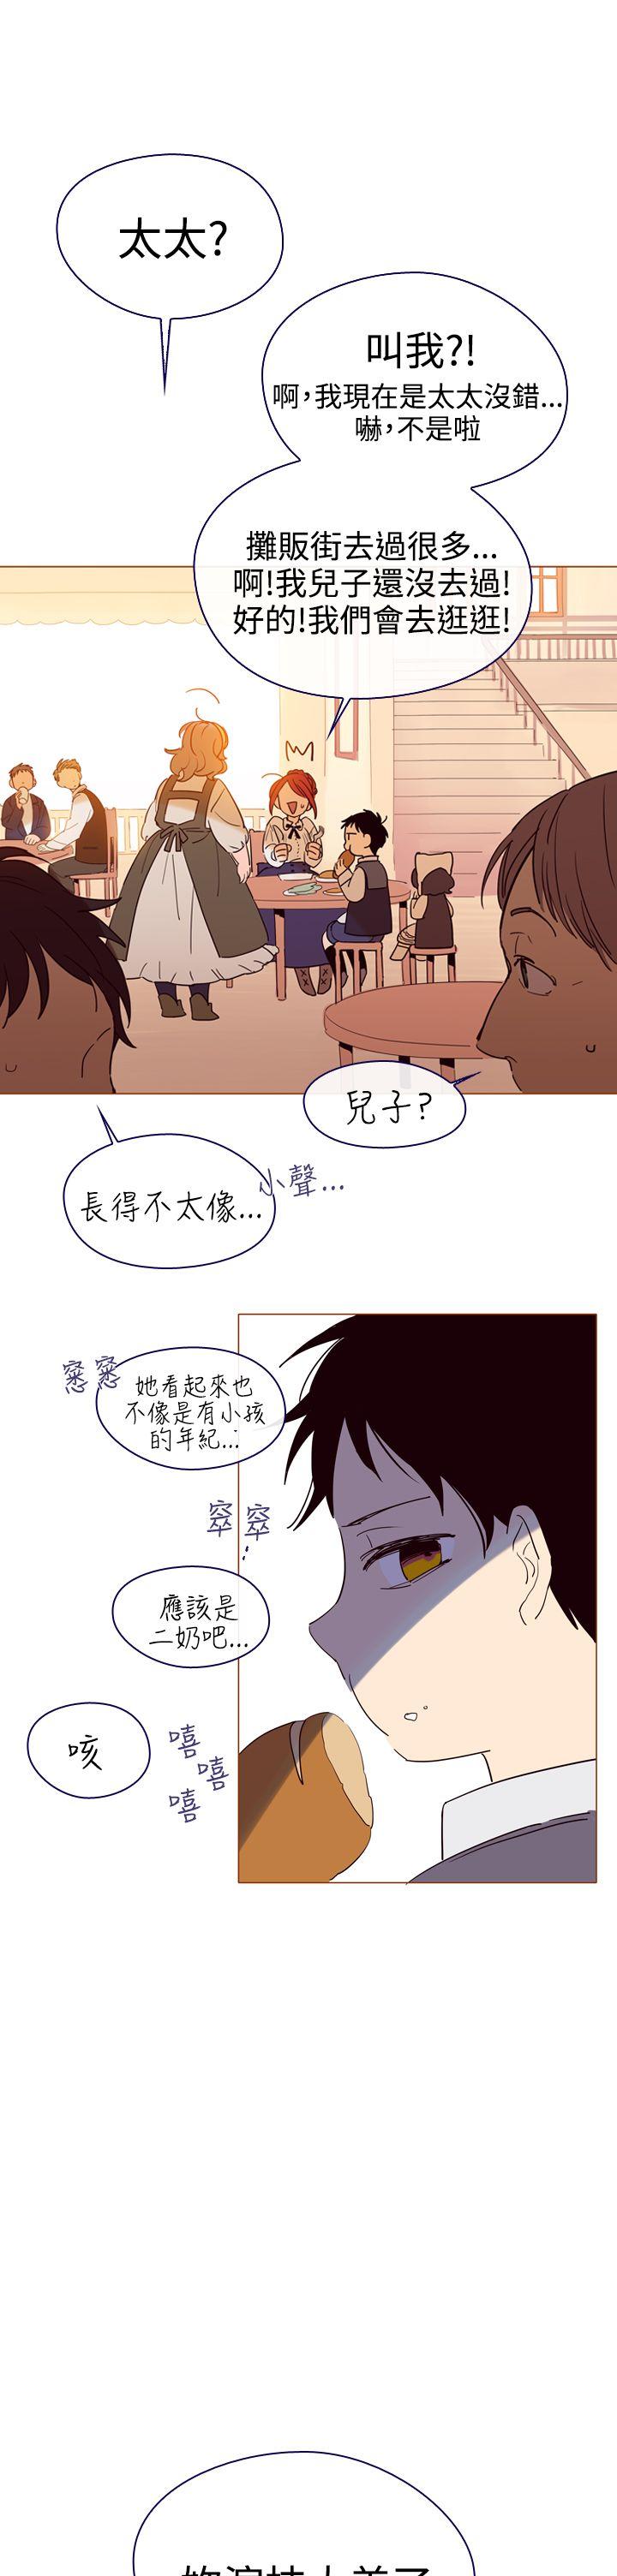 太太?
叫我?!
啊,我現在是太太沒錯...
嚇,不是啦
攤販街去過很多...
啊!我兒子還沒去過!
好的!我們會去逛逛!
兒子?
長得不太像...
小聲...
窸窸
她看起來也
不像是有小孩
的年紀...
窣窣
應該是
二奶吧...
咳
嘻
嘻
嘻